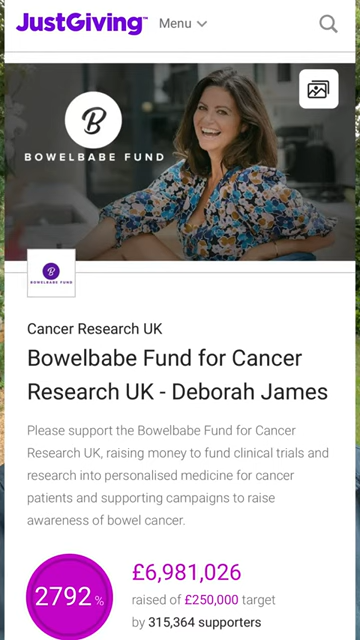 JustGiving™ Menu
B
BOWELBABE FUND
B
BOWELBABE FUND
Cancer Research UK
Bowelbabe Fund for Cancer
Research UK - Deborah James
Please support the Bowelbabe Fund for Cancer
Research UK, raising money to fund clinical trials and
research into personalised medicine for cancer
patients and supporting campaigns to raise
awareness of bowel cancer.
2792 %
£6,981,026
raised of £250,000 target
by 315,364 supporters